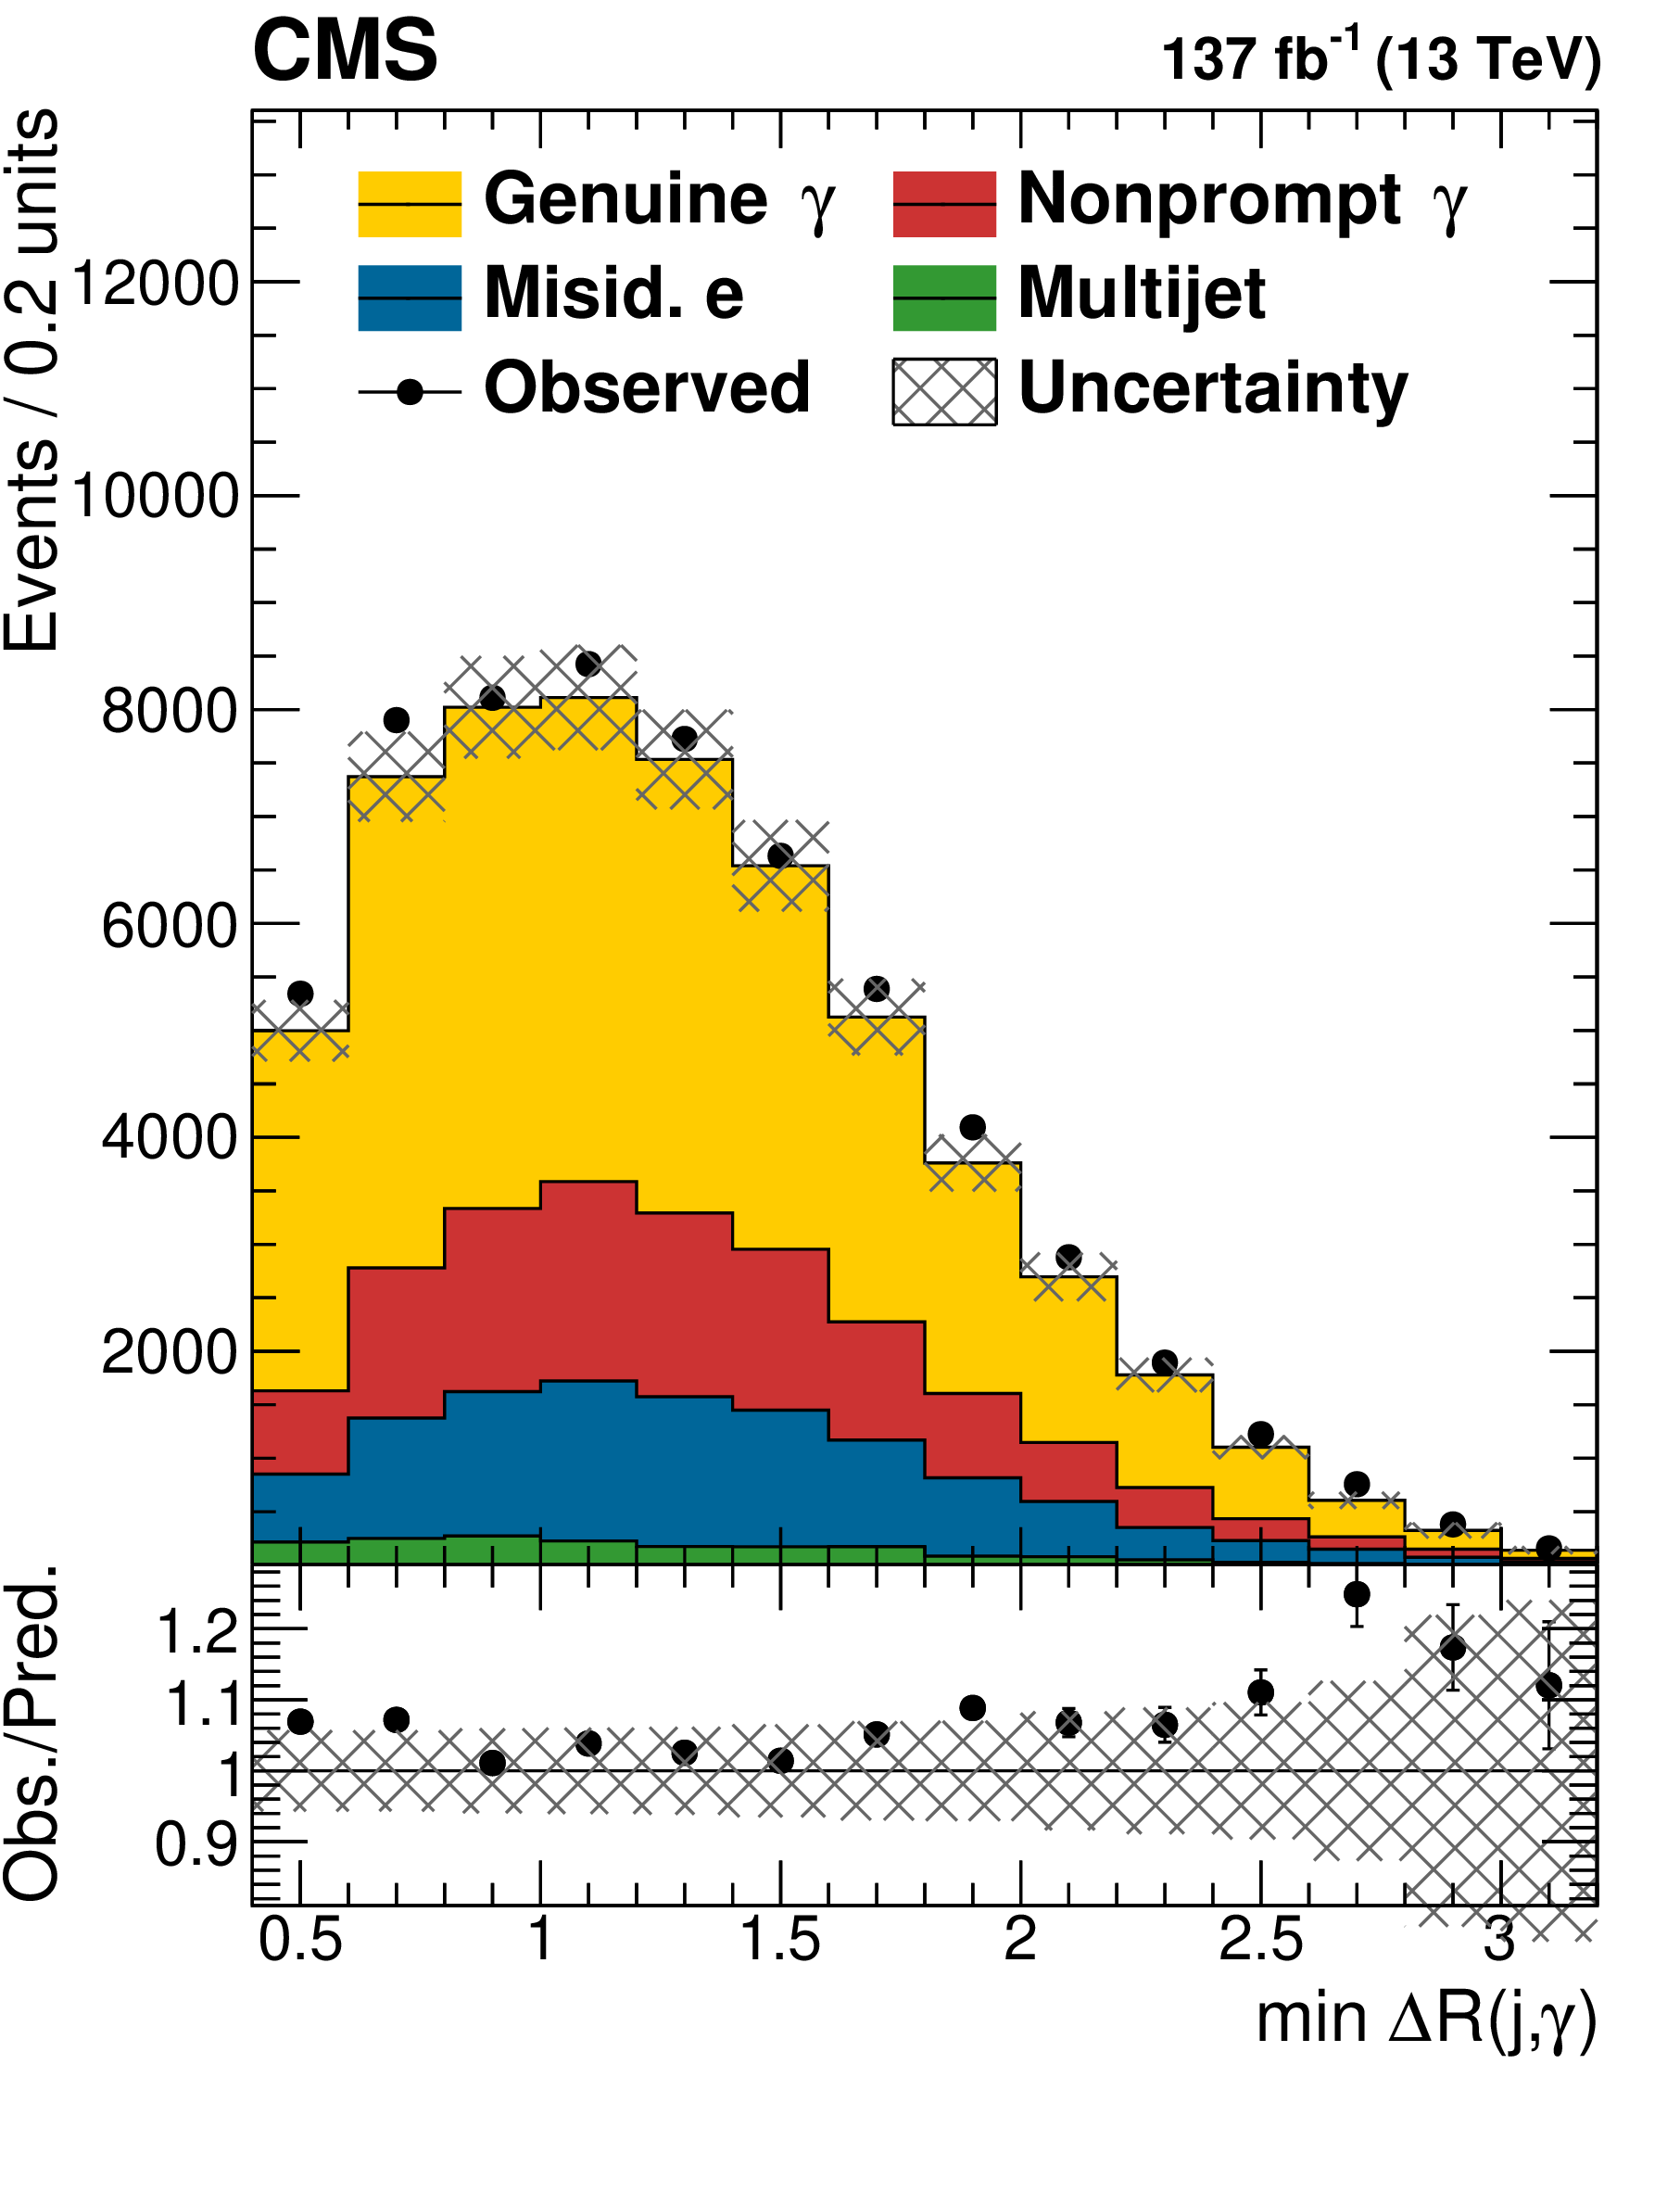 CMS
137 fb-1 (13 TeV)
Events / 0.2 units
Genuine γ
Nonprompt γ
Misid. e
Multijet
Observed
Uncertainty
12000
10000
8000
6000
4000
2000
Obs./Pred.
1.2
1.1
1
0.9
0.5 1 1.5 2 2.5 3
min ΔR(j,γ)